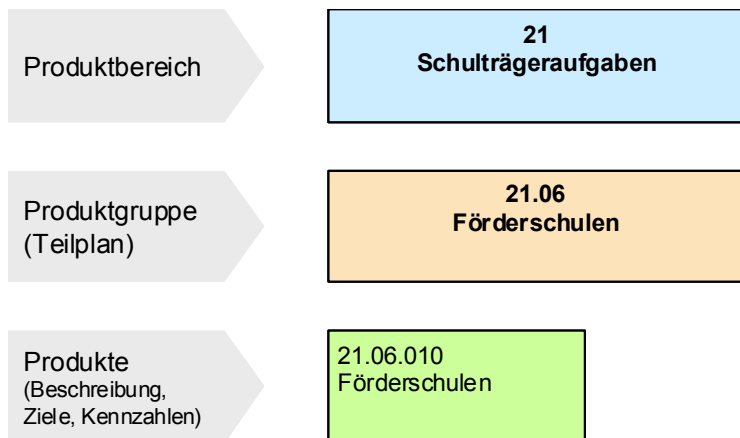 Produktbereich
21
Schulträgeraufgaben
Produktgruppe
(Teilplan)
21.06
Förderschulen
Produkte
(Beschreibung,
Ziele, Kennzahlen)
21.06.010
Förderschulen